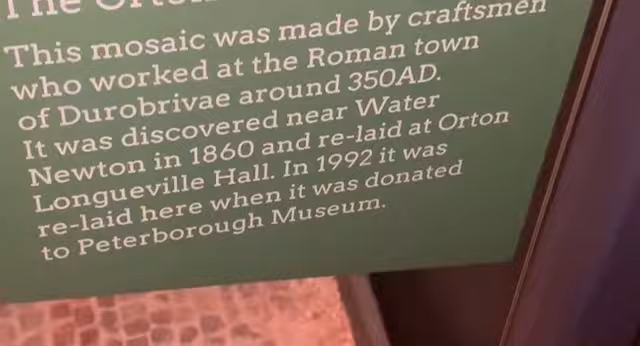 The Orton
This mosaic was made by craftsmen
who worked at the Roman town
of Durobrivae around 350AD.
It was discovered near Water
Newton in 1860 and re-laid at Orton
Longueville Hall. In 1992 it was
re-laid here when it was donated
to Peterborough Museum.